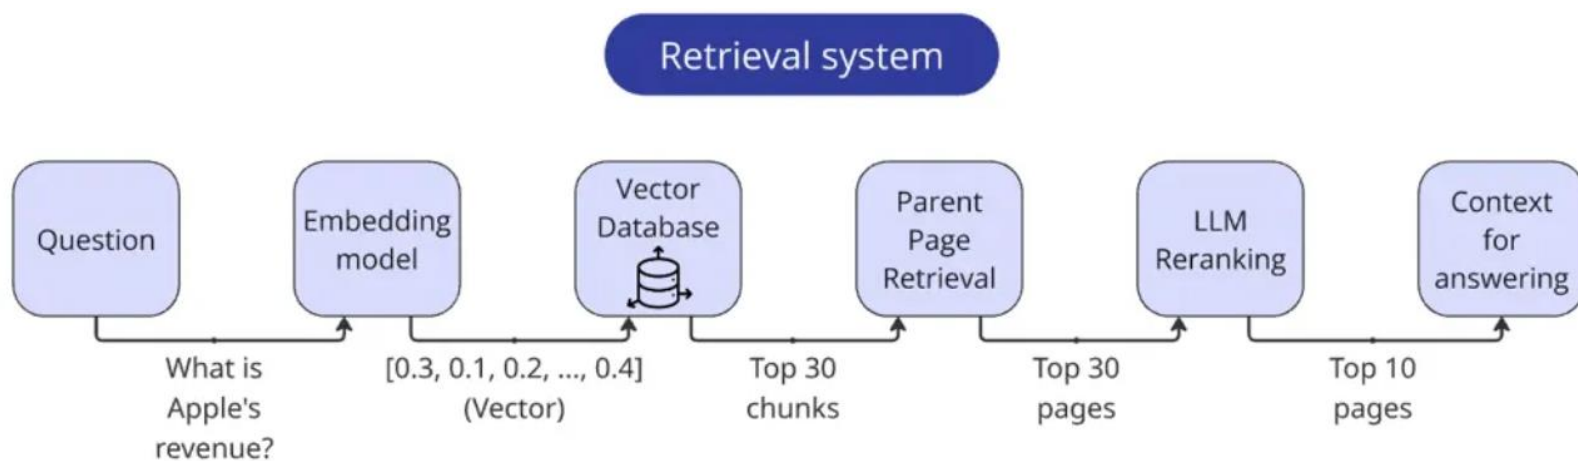 Retrieval system
Question
Embedding
model
Vector
Database
Parent
Page
Retrieval
LLM
Reranking
Context
for
answering
What is
Apple's
revenue?
[0.3, 0.1, 0.2, ..., 0.4]
(Vector)
Top 30
chunks
Top 30
pages
Top 10
pages